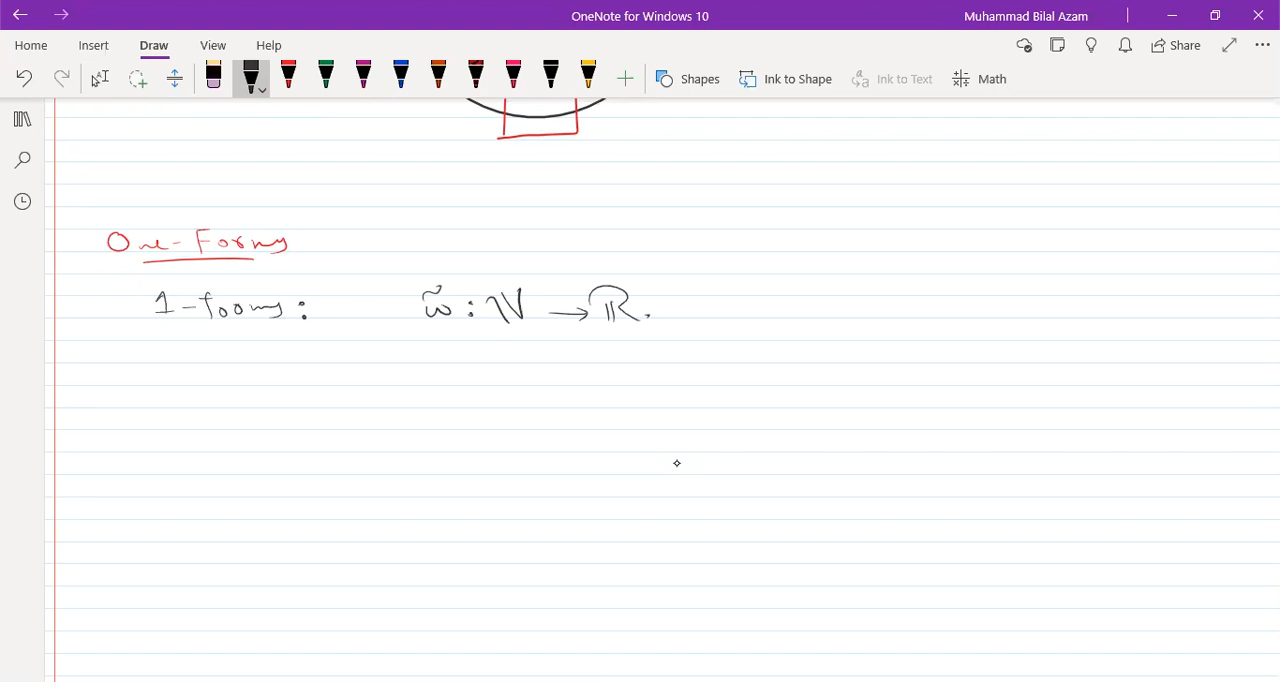 OneNote for Windows 10
Muhammad Bilal Azam
Home Insert Draw View Help
Share
Shapes Ink to Shape Ink to Text Math
One-Forms
1-forms: ω̃ : V → ℝ.